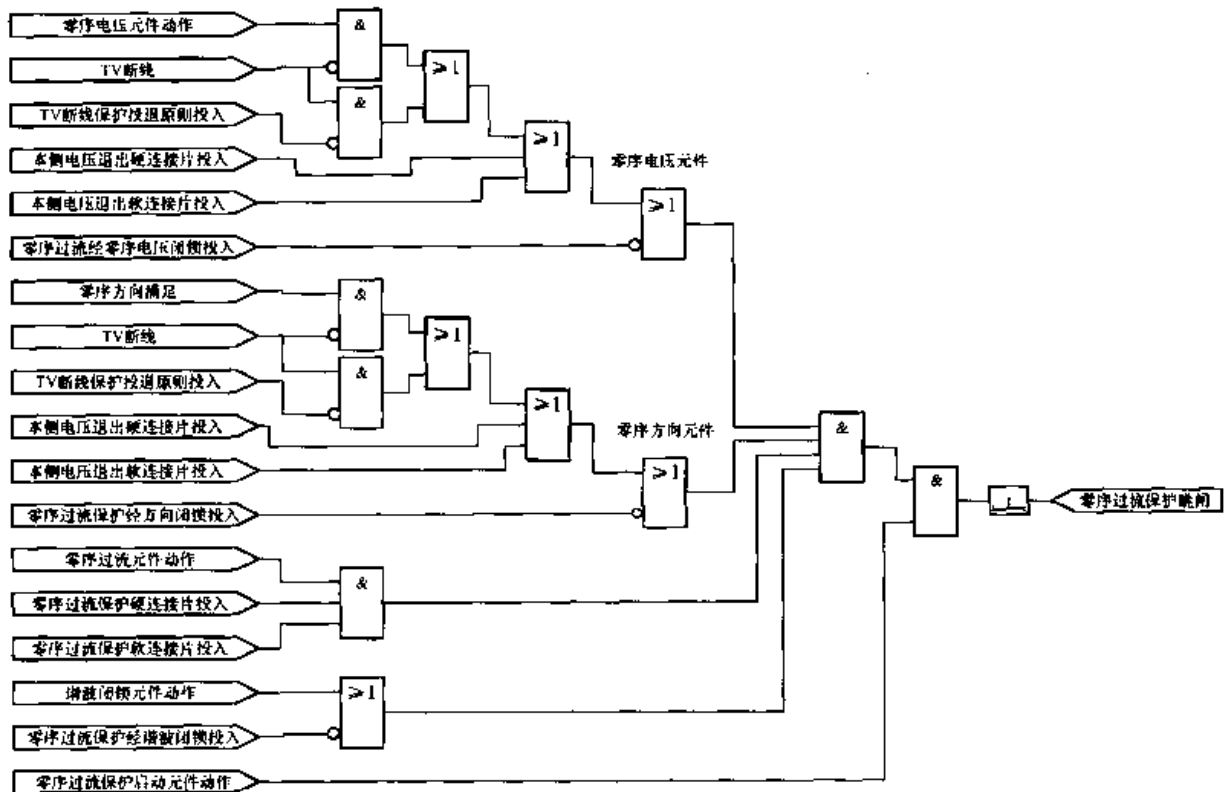 零序电压元件动作
&
TV断线
≥1
TV断线保护投退原则投入
&
本侧电压退出硬连接片投入
≥1
零序电压元件
本侧电压退出软连接片投入
≥1
零序过流经零序电压闭锁投入
零序方向满足
&
TV断线
≥1
TV断线保护投退原则投入
&
本侧电压退出硬连接片投入
≥1
零序方向元件
&
本侧电压退出软连接片投入
≥1
&
零序过流保护经方向闭锁投入
零序过流保护跳闸
零序过流元件动作
&
零序过流保护硬连接片投入
零序过流保护软连接片投入
谐波闭锁元件动作
≥1
零序过流保护经谐波闭锁投入
零序过流保护启动元件动作